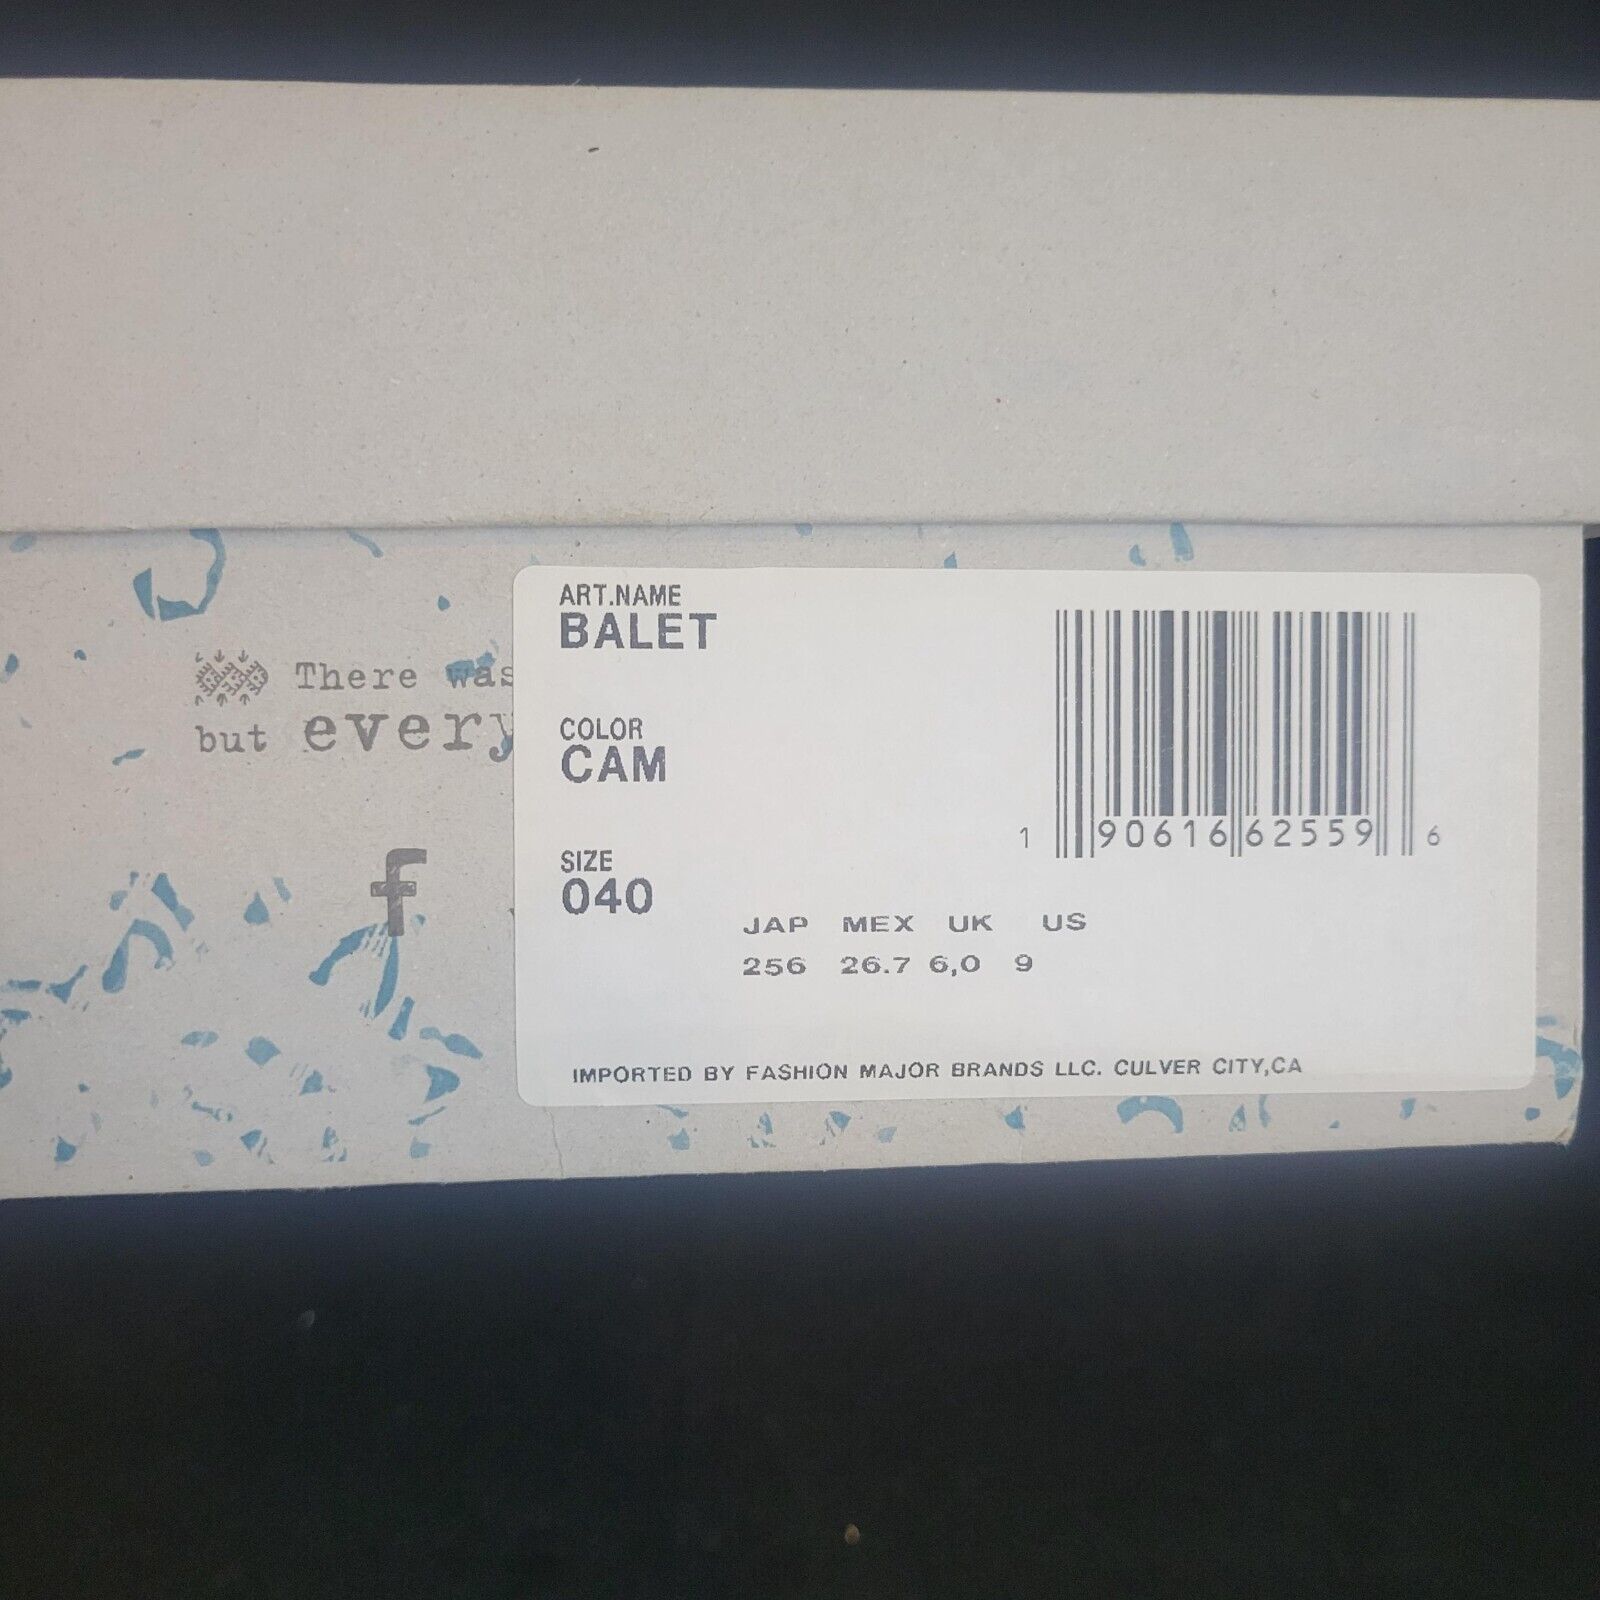 There was
but every
f
ART.NAME
BALET
COLOR
CAM
SIZE
040
1 90616 62559 6
JAP MEX UK US
256 26.7 6,0 9
IMPORTED BY FASHION MAJOR BRANDS LLC. CULVER CITY,CA